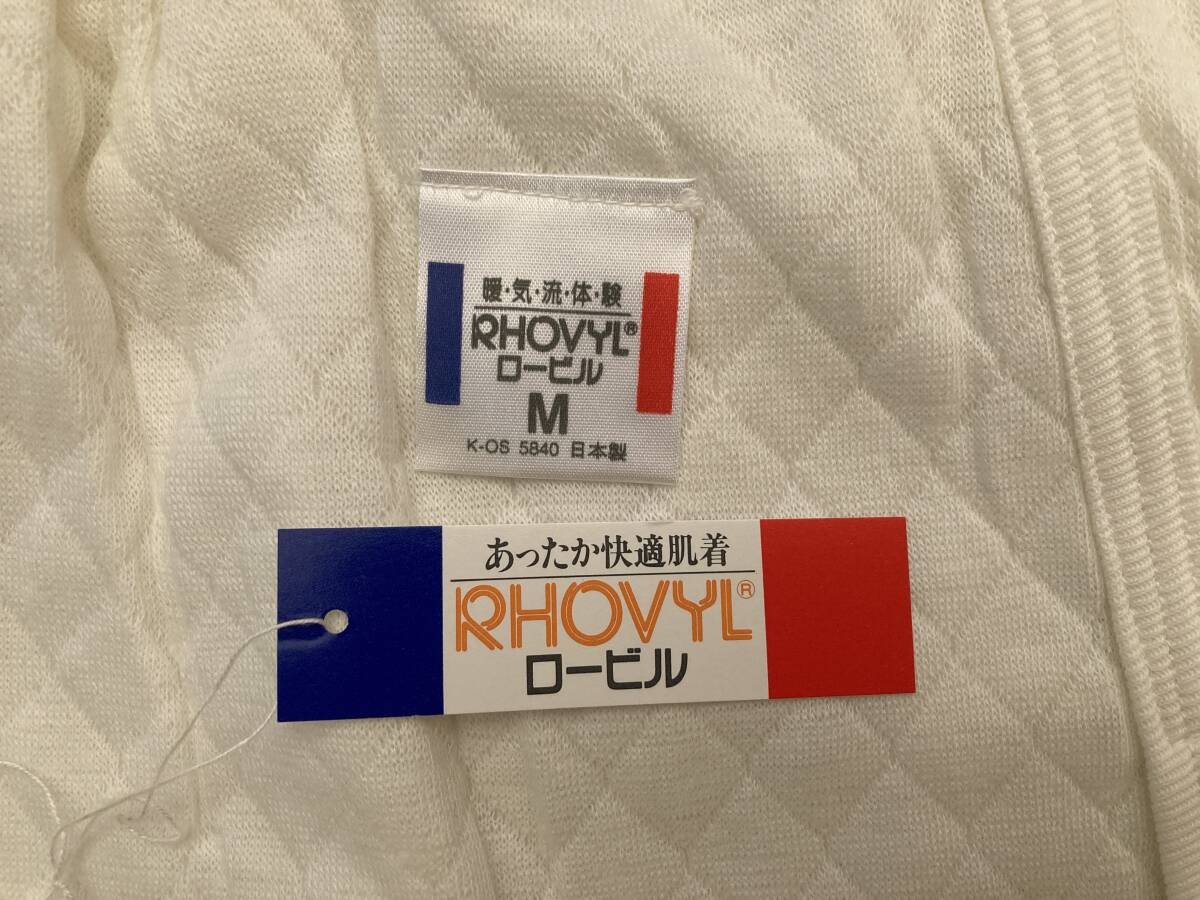 暖・気・流・体・験
RHOVYL®
ロービル
M
K-OS 5840 日本製
あったか快適肌着
RHOVYL®
ロービル